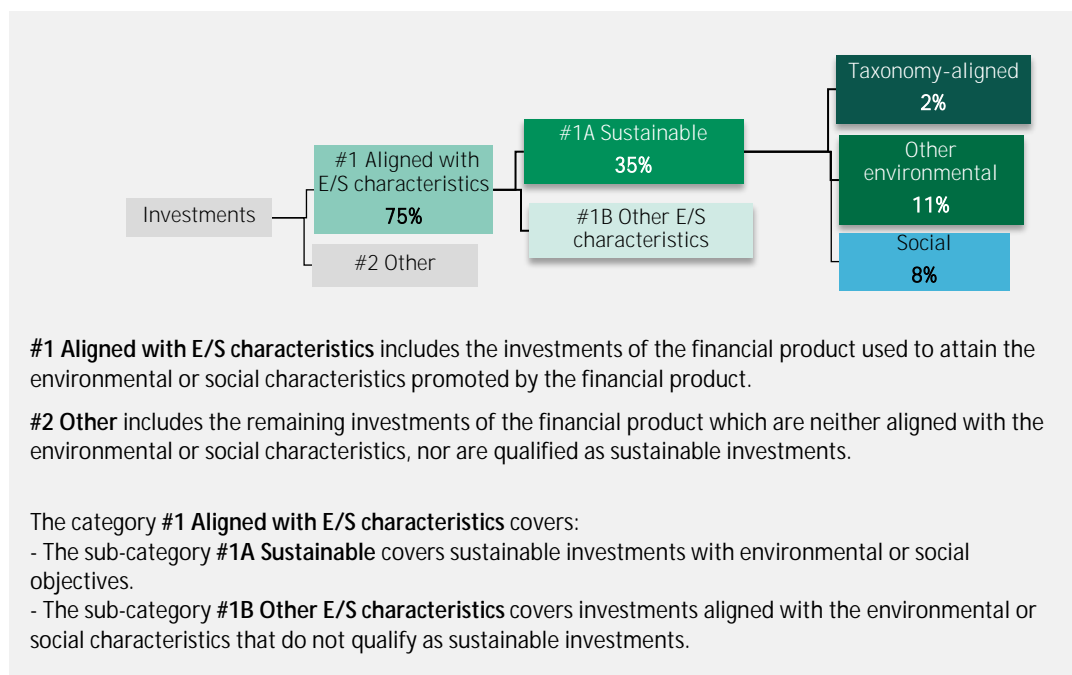 Investments
#1 Aligned with
E/S characteristics
75%
#2 Other
#1A Sustainable
35%
#1B Other E/S
characteristics
Taxonomy-aligned
2%
Other
environmental
11%
Social
8%
#1 Aligned with E/S characteristics includes the investments of the financial product used to attain the
environmental or social characteristics promoted by the financial product.
#2 Other includes the remaining investments of the financial product which are neither aligned with the
environmental or social characteristics, nor are qualified as sustainable investments.
The category #1 Aligned with E/S characteristics covers:
- The sub-category #1A Sustainable covers sustainable investments with environmental or social
objectives.
- The sub-category #1B Other E/S characteristics covers investments aligned with the environmental or
social characteristics that do not qualify as sustainable investments.